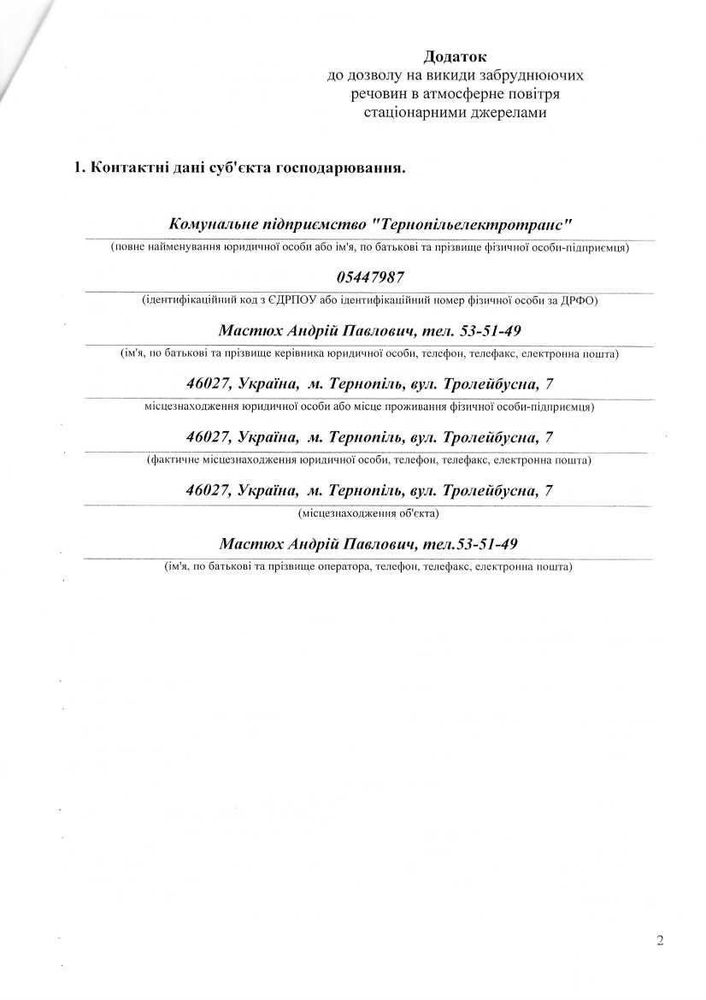 Додаток
до дозволу на викиди забруднюючих
речовин в атмосферне повітря
стаціонарними джерелами
1. Контактні дані суб'єкта господарювання.
Комунальне підприємство "Тернопільелектротранс"
(повне найменування юридичної особи або ім'я, по батькові та прізвище фізичної особи-підприємця)
05447987
(ідентифікаційний код з ЄДРПОУ або ідентифікаційний номер фізичної особи за ДРФО)
Мастюх Андрій Павлович, тел. 53-51-49
(ім'я, по батькові та прізвище керівника юридичної особи, телефон, телефакс, електронна пошта)
46027, Україна, м. Тернопіль, вул. Тролейбусна, 7
місцезнаходження юридичної особи або місце проживання фізичної особи-підприємця)
46027, Україна, м. Тернопіль, вул. Тролейбусна, 7
(фактичне місцезнаходження юридичної особи, телефон, телефакс, електронна пошта)
46027, Україна, м. Тернопіль, вул. Тролейбусна, 7
(місцезнаходження об'єкта)
Мастюх Андрій Павлович, тел.53-51-49
(ім'я, по батькові та прізвище оператора, телефон, телефакс, електронна пошта)
2